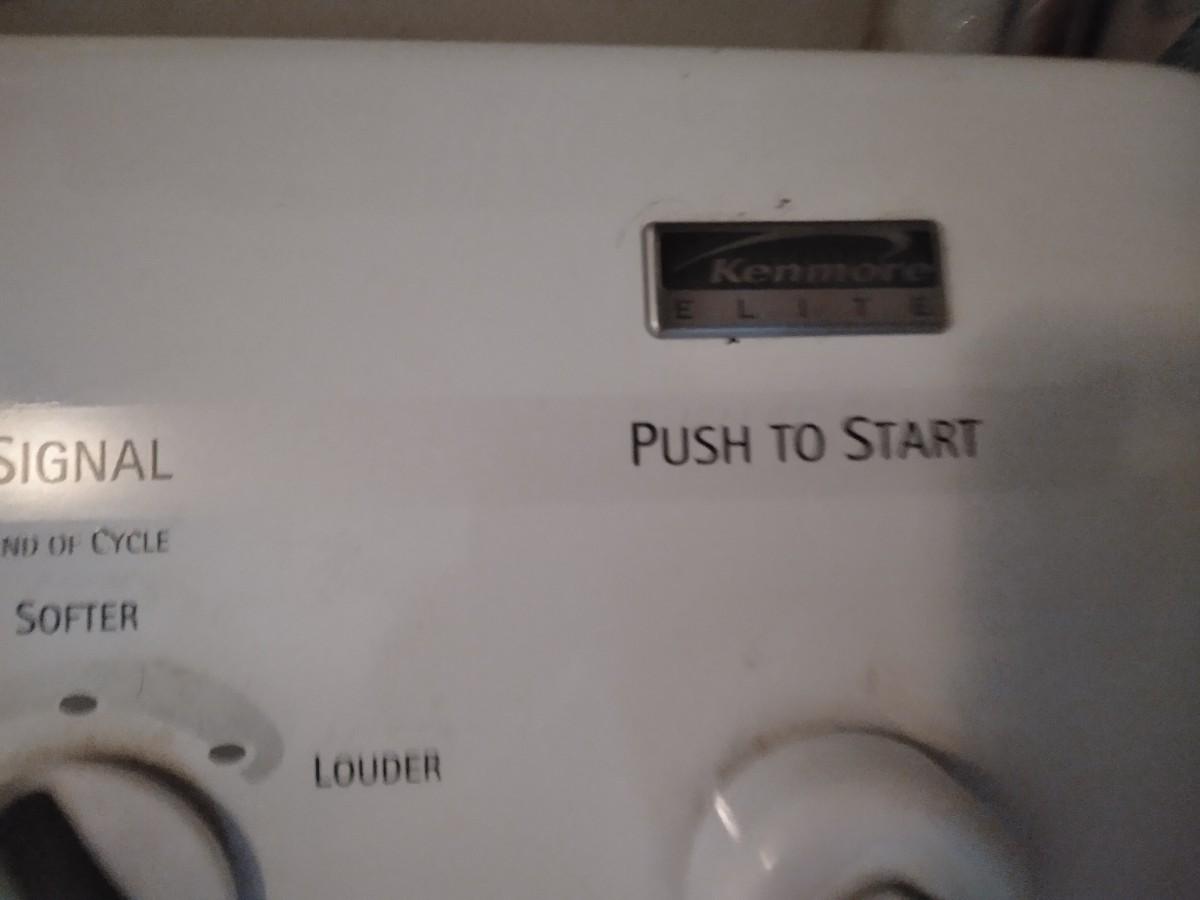 Kenmore
ELITE
SIGNAL
PUSH TO START
ND OF CYCLE
SOFTER
LOUDER